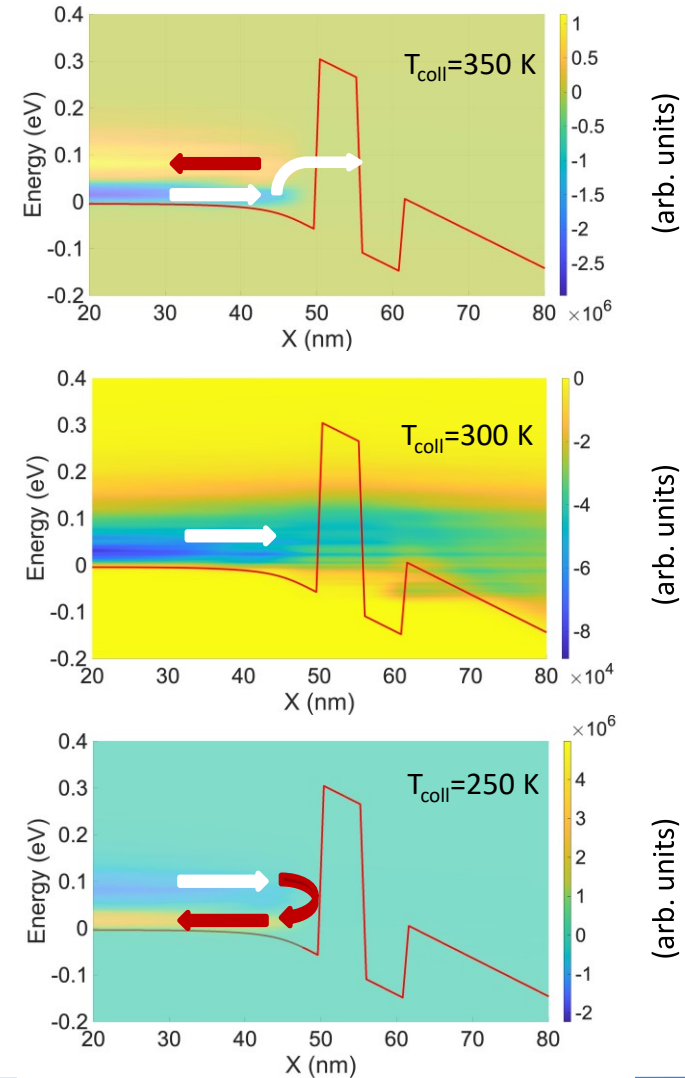 0.4
T_coll=350 K
1
0.3
0.5
0.2
0
Energy (eV)
0.1
-0.5
(arb. units)
-1
0
-1.5
-0.1
-2
-2.5
-0.2
20 30 40 50 60 70 80 ×10^6
X (nm)
0.4
0
T_coll=300 K
0.3
-2
0.2
Energy (eV)
0.1
-4
(arb. units)
0
-6
-0.1
-8
-0.2
20 30 40 50 60 70 80 ×10^4
X (nm)
×10^6
0.4
T_coll=250 K
4
0.3
3
0.2
2
Energy (eV)
0.1
1
(arb. units)
0
0
-0.1
-1
-2
-0.2
20 30 40 50 60 70 80
X (nm)